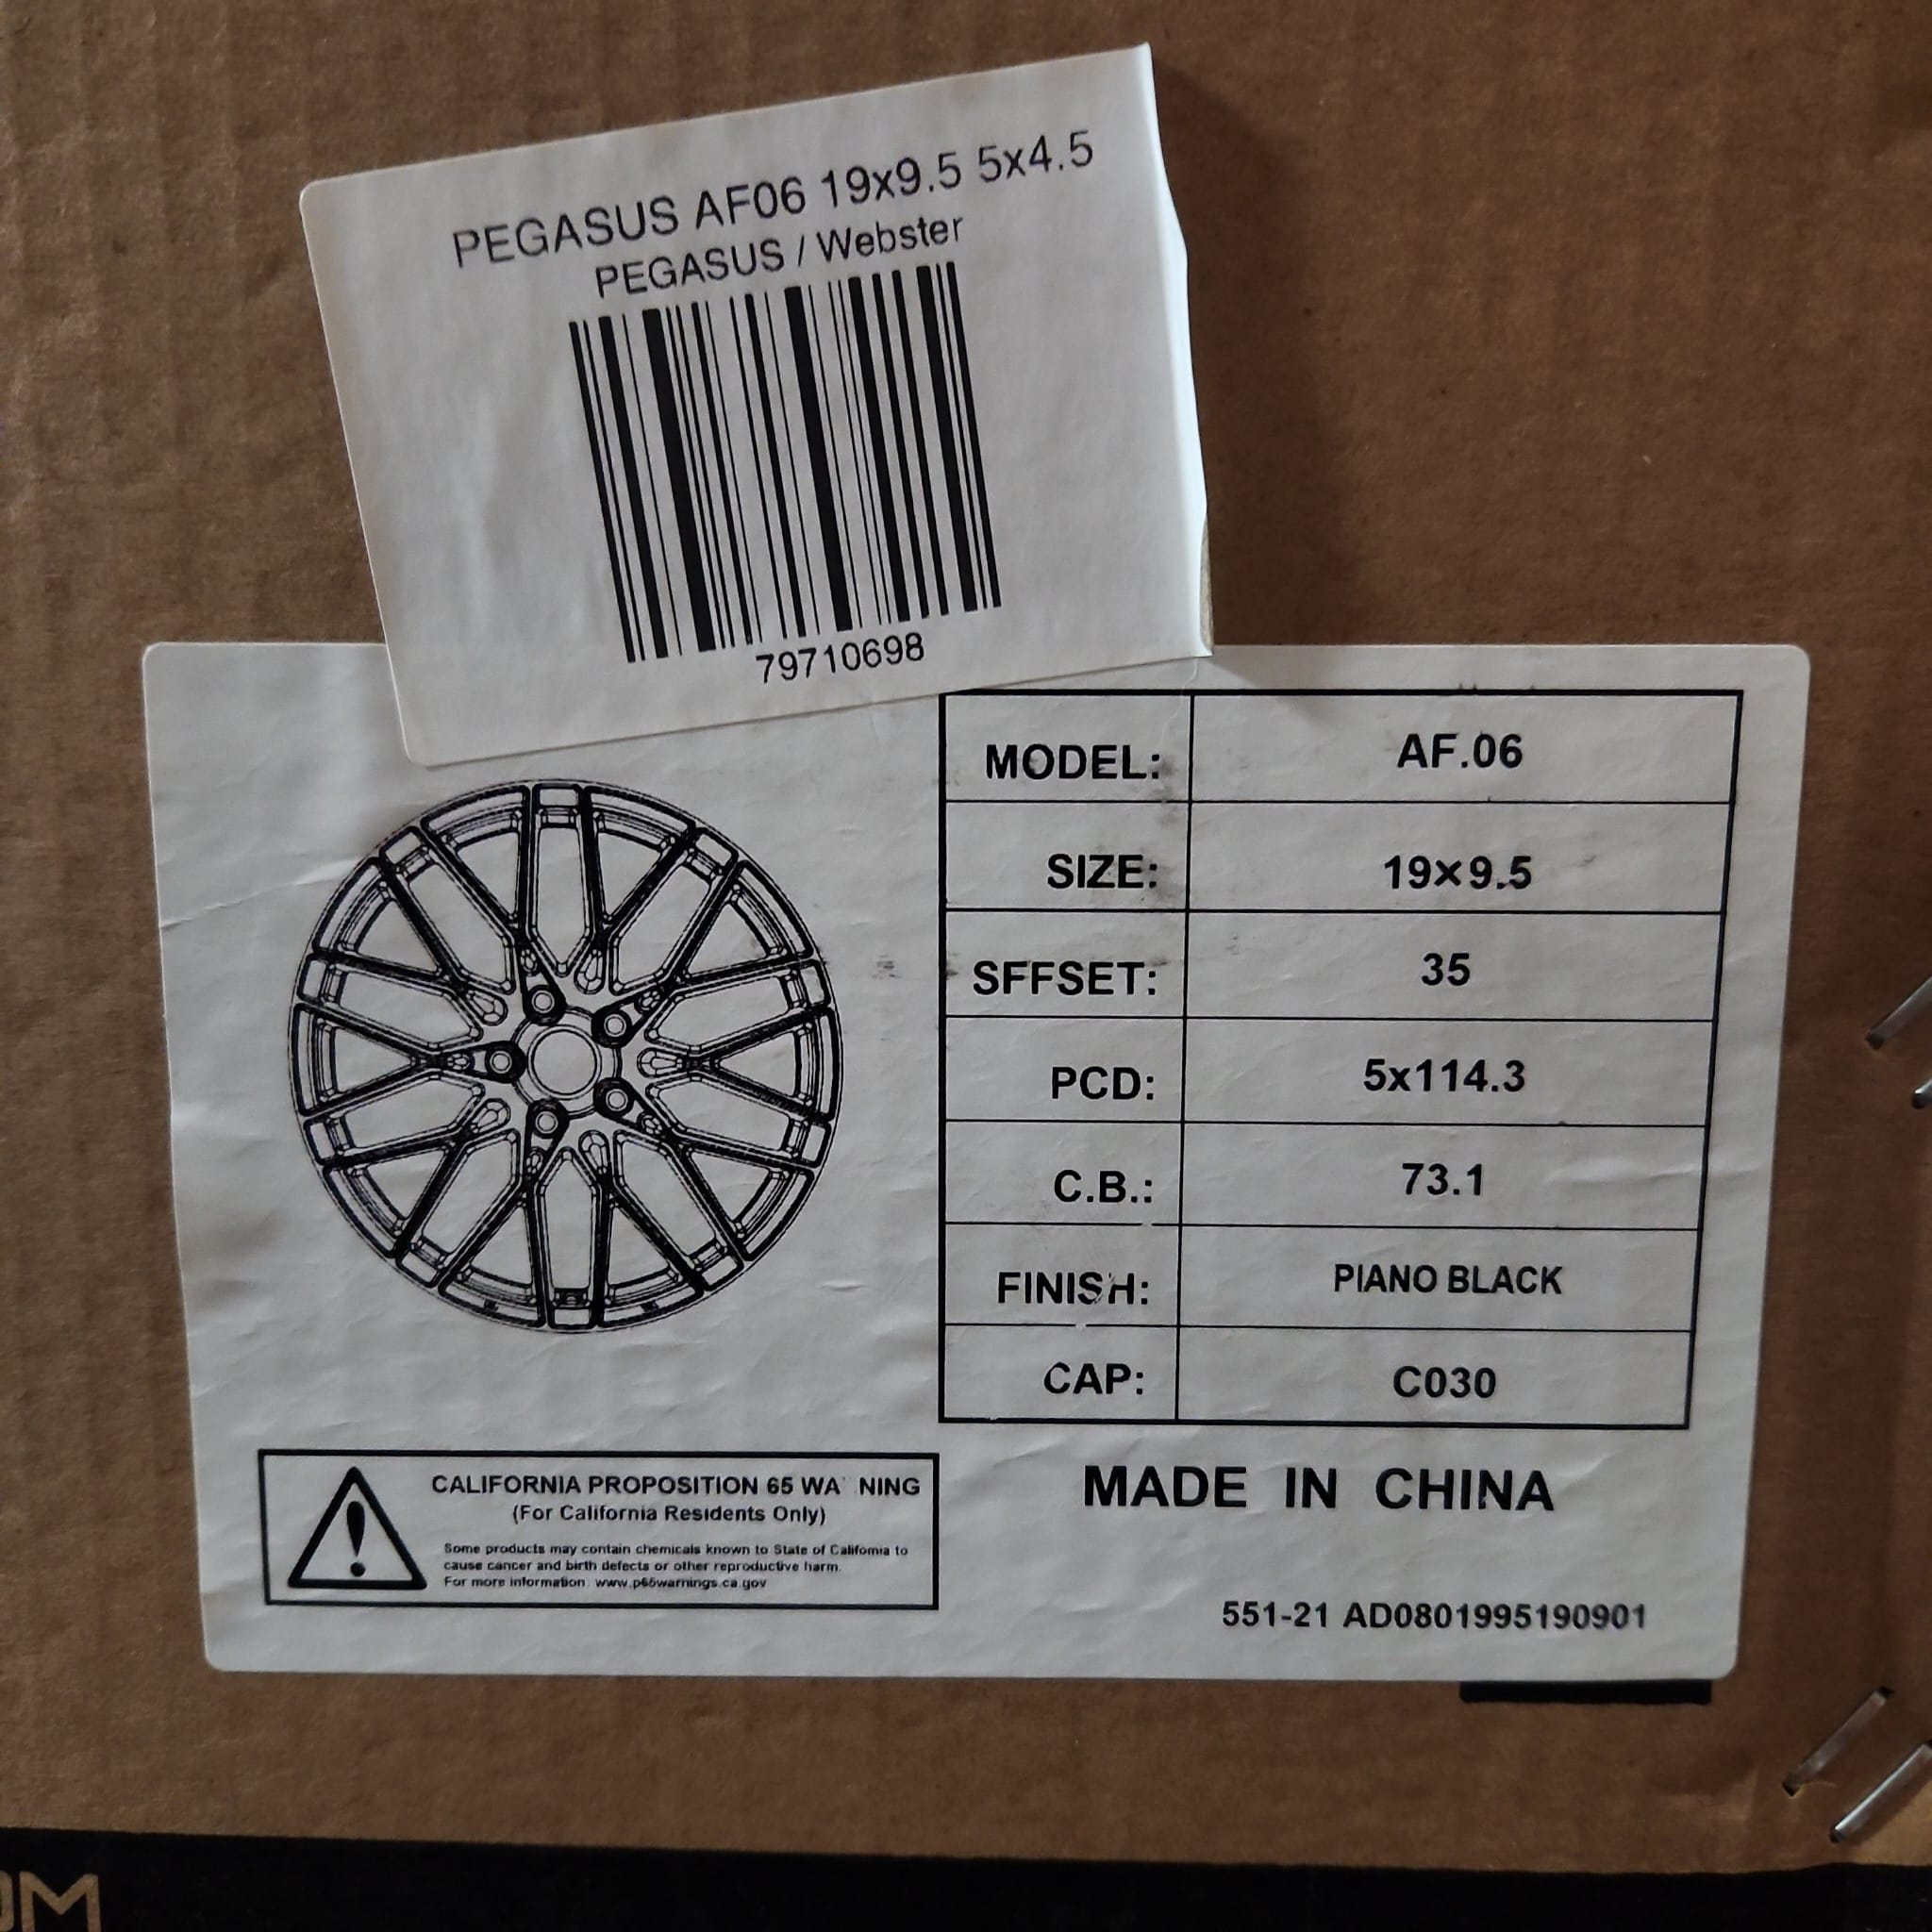 PEGASUS AF06 19x9.5 5x4.5
PEGASUS / Webster
79710698
MODEL: AF.06
SIZE: 19×9.5
SFFSET: 35
PCD: 5x114.3
C.B.: 73.1
FINISH: PIANO BLACK
CAP: C030
CALIFORNIA PROPOSITION 65 WA NING
(For California Residents Only)
Some products may contain chemicals known to State of California to
cause cancer and birth defects or other reproductive harm.
For more information: www.p65warnings.ca.gov
MADE IN CHINA
551-21 AD0801995190901